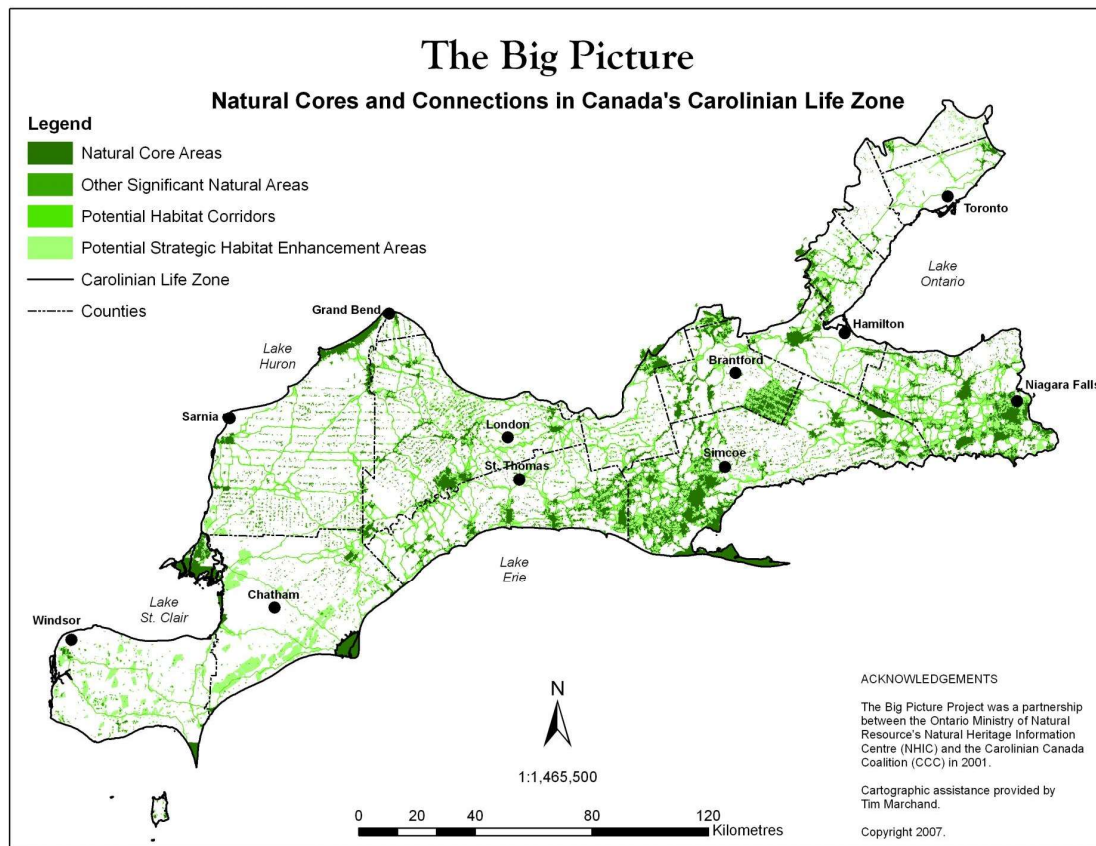 The Big Picture
Natural Cores and Connections in Canada's Carolinian Life Zone
Legend
Natural Core Areas
Other Significant Natural Areas
Potential Habitat Corridors
Potential Strategic Habitat Enhancement Areas
Carolinian Life Zone
Counties
Toronto
Lake
Ontario
Grand Bend
Hamilton
Lake
Huron
Brantford
Niagara Falls
Sarnia
London
St. Thomas
Simcoe
Lake
Erie
Chatham
Lake
St. Clair
Windsor
N
1:1,465,500
0 20 40 60 80 120
Kilometres
ACKNOWLEDGEMENTS
The Big Picture Project was a partnership
between the Ontario Ministry of Natural
Resource's Natural Heritage Information
Centre (NHIC) and the Carolinian Canada
Coalition (CCC) in 2001.
Cartographic assistance provided by
Tim Marchand.
Copyright 2007.